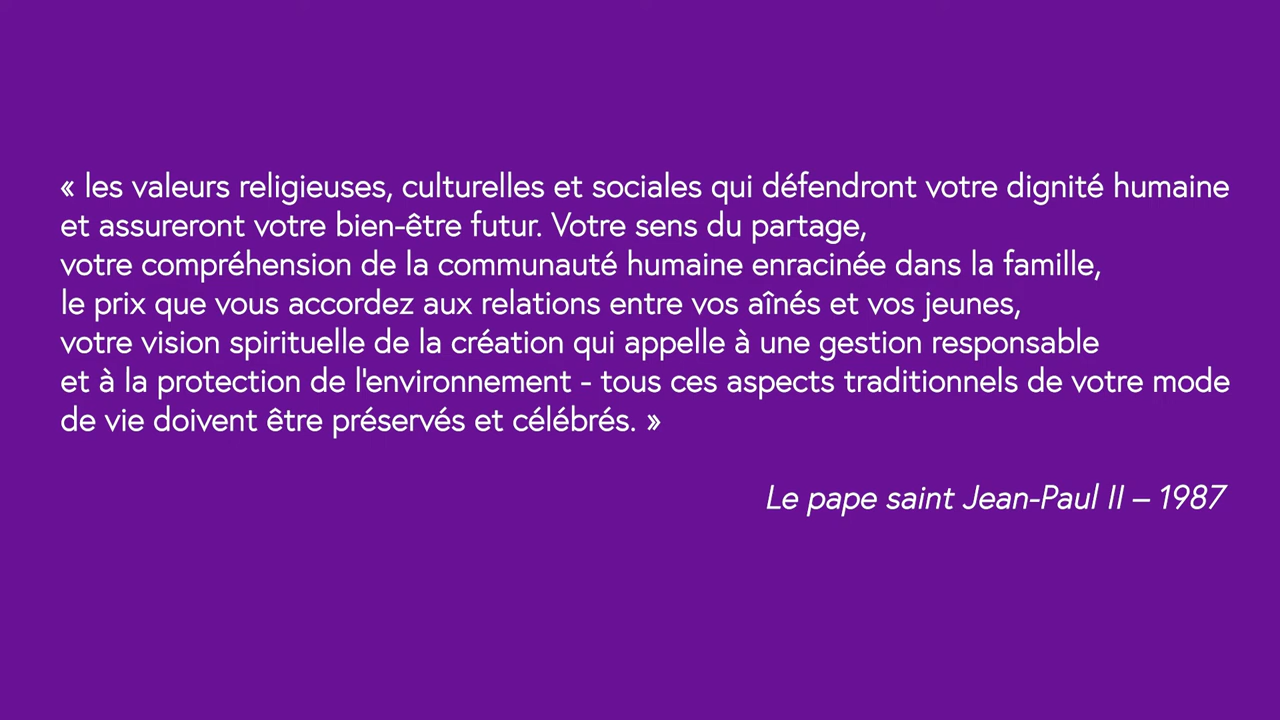 « les valeurs religieuses, culturelles et sociales qui défendront votre dignité humaine
et assureront votre bien-être futur. Votre sens du partage,
votre compréhension de la communauté humaine enracinée dans la famille,
le prix que vous accordez aux relations entre vos aînés et vos jeunes,
votre vision spirituelle de la création qui appelle à une gestion responsable
et à la protection de l'environnement - tous ces aspects traditionnels de votre mode
de vie doivent être préservés et célébrés. »
Le pape saint Jean-Paul II – 1987